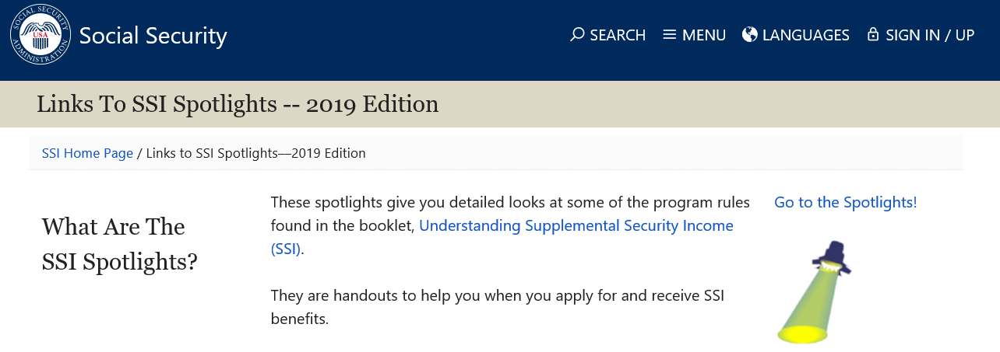 SOCIAL SECURITY ADMINISTRATION
USA
Social Security
SEARCH
MENU
LANGUAGES
SIGN IN / UP
Links To SSI Spotlights -- 2019 Edition
SSI Home Page / Links to SSI Spotlights—2019 Edition
What Are The
SSI Spotlights?
These spotlights give you detailed looks at some of the program rules
found in the booklet, Understanding Supplemental Security Income
(SSI).
They are handouts to help you when you apply for and receive SSI
benefits.
Go to the Spotlights!